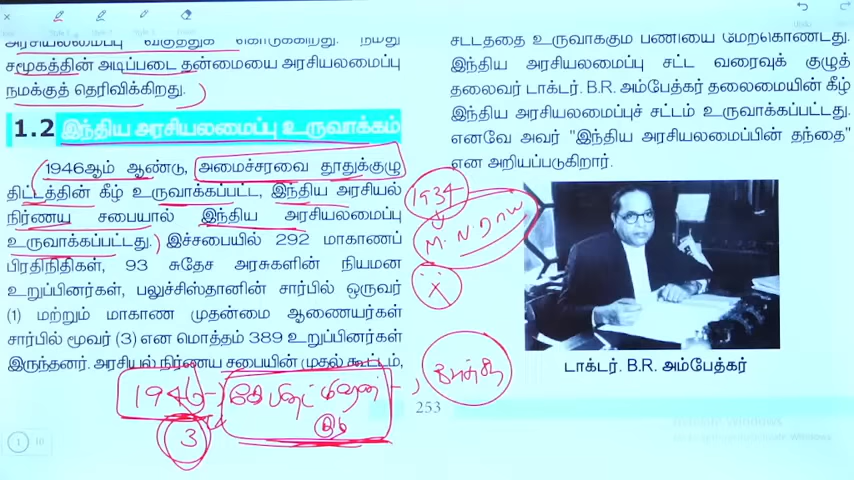 அரசியலமைப்பு வகுத்துக் கொடுக்கிறது. நமது
சமூகத்தின் அடிப்படை தன்மையை அரசியலமைப்பு
நமக்குத் தெரிவிக்கிறது.
1.2 இந்திய அரசியலமைப்பு உருவாக்கம்
1946ஆம் ஆண்டு, அமைச்சரவை தூதுக்குழு
திட்டத்தின் கீழ் உருவாக்கப்பட்ட, இந்திய அரசியல்
நிர்ணய சபையால் இந்திய அரசியலமைப்பு
உருவாக்கப்பட்டது. இச்சபையில் 292 மாகாணப்
பிரதிநிதிகள், 93 சுதேச அரசுகளின் நியமன
உறுப்பினர்கள், பலுச்சிஸ்தானின் சார்பில் ஒருவர்
(1) மற்றும் மாகாண முதன்மை ஆணையர்கள்
சார்பில் மூவர் (3) என மொத்தம் 389 உறுப்பினர்கள்
இருந்தனர். அரசியல் நிர்ணய சபையின் முதல் கூட்டம்,
1946
3
சட்டத்தை உருவாக்கும் பணியை மேற்கொண்டது.
இந்திய அரசியலமைப்பு சட்ட வரைவுக் குழுத்
தலைவர் டாக்டர். B.R. அம்பேத்கர் தலைமையின் கீழ்
இந்திய அரசியலமைப்புச் சட்டம் உருவாக்கப்பட்டது.
எனவே அவர் "இந்திய அரசியலமைப்பின் தந்தை"
என அறியப்படுகிறார்.
1934
M.N.ராய்
டாக்டர். B.R. அம்பேத்கர்
253
1 10